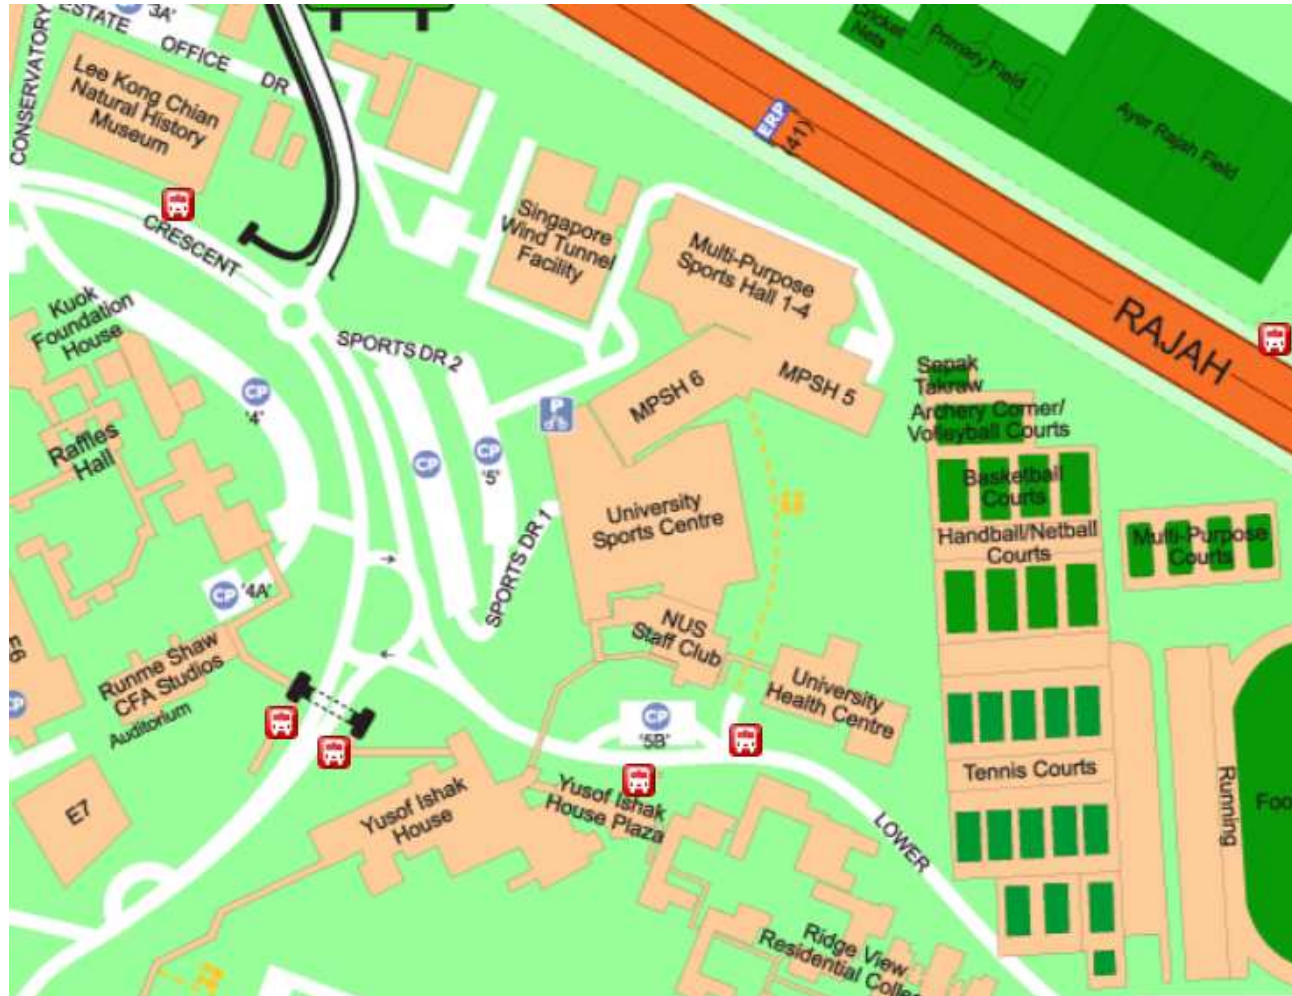 3A'
ESTATE OFFICE DR
CONSERVATORY
Lee Kong Chian
Natural History
Museum
CRESCENT
Cricket
Nets
Primary Field
Ayer Rajah Field
ERP
(41)
RAJAH
Singapore
Wind Tunnel
Facility
Multi-Purpose
Sports Hall 1-4
MPSH 6
MPSH 5
Kuok
Foundation
House
SPORTS DR 2
CP
'4'
Raffles
Hall
CP
CP
'5'
P
University
Sports Centre
SPORTS DR 1
Sepak
Takraw
Archery Corner/
Volleyball Courts
Basketball
Courts
Handball/Netball
Courts
Multi-Purpose
Courts
CP
'4A'
NUS
Staff Club
University
Health Centre
E6
CP
Runme Shaw
CFA Studios
Auditorium
CP
'5B'
E7
Yusof Ishak
House
Yusof Ishak
House Plaza
LOWER
Tennis Courts
Running
Foo
Ridge View
Residential Colle